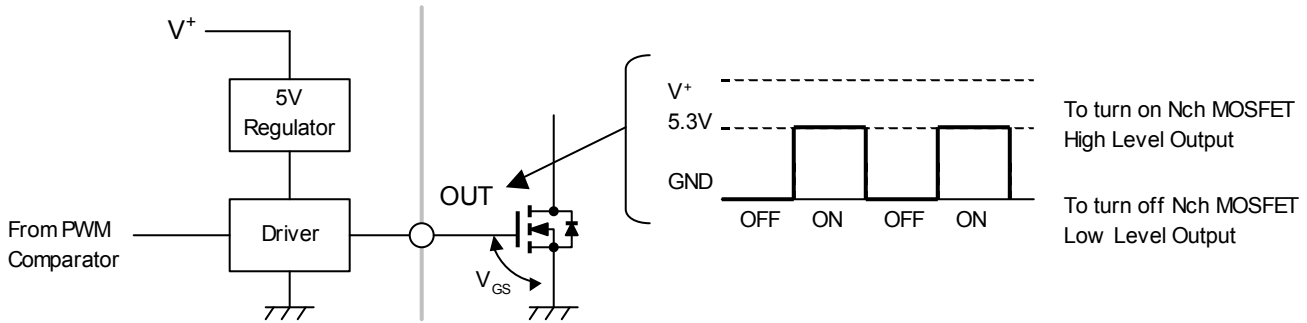 V+
5V
Regulator
Driver
From PWM
Comparator
OUT
VGS
V+
5.3V
GND
OFF ON OFF ON
To turn on Nch MOSFET
High Level Output
To turn off Nch MOSFET
Low Level Output